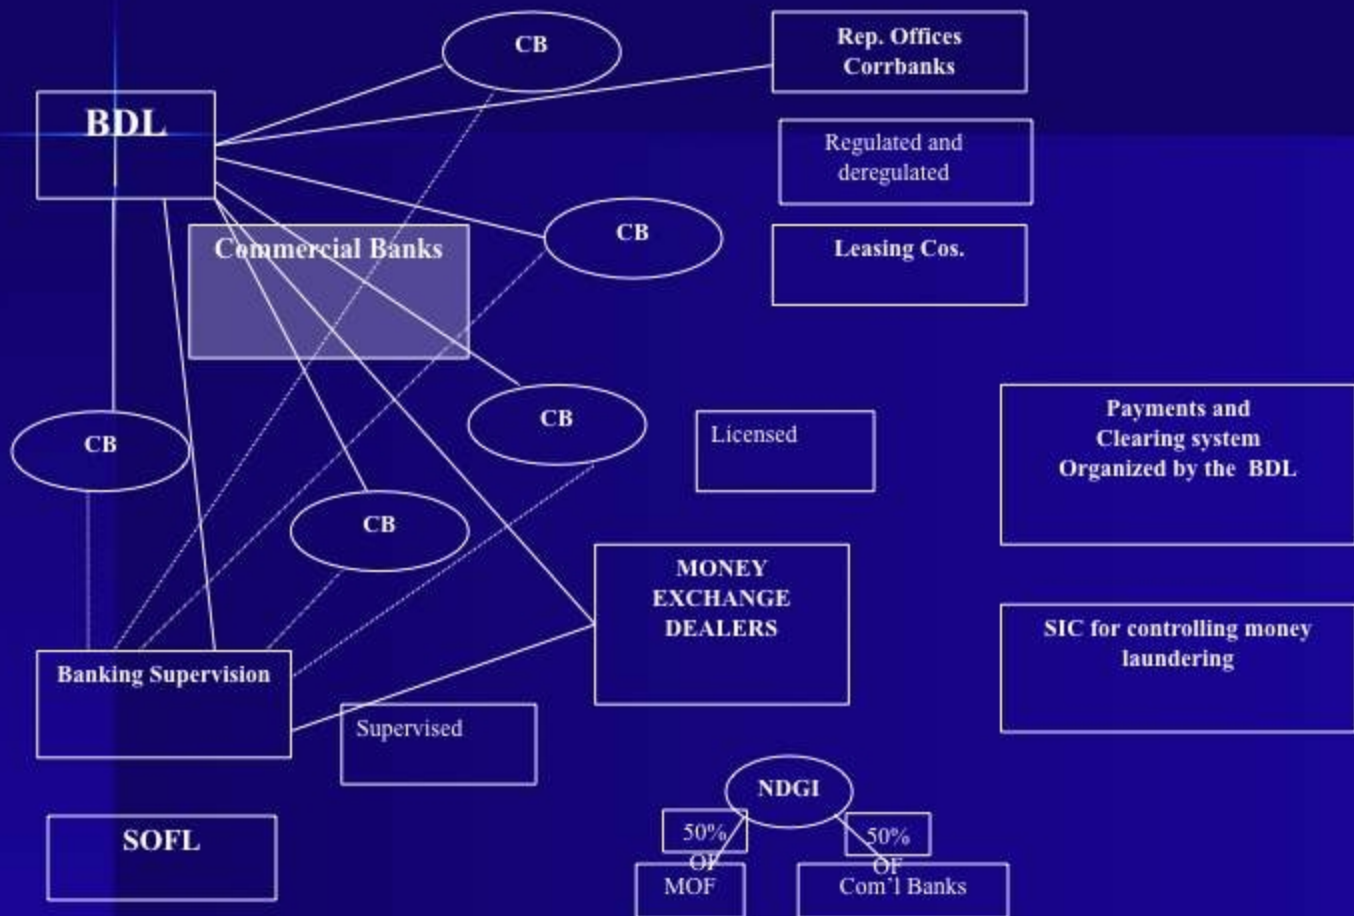 CB
Rep. Offices
Corrbanks
BDL
Regulated and
deregulated
CB
Commercial Banks
Leasing Cos.
CB
Licensed
Payments and
Clearing system
Organized by the BDL
CB
CB
MONEY
EXCHANGE
DEALERS
SIC for controlling money
laundering
Banking Supervision
Supervised
NDGI
SOFL
50%
OF
50%
OF
MOF
Com'l Banks